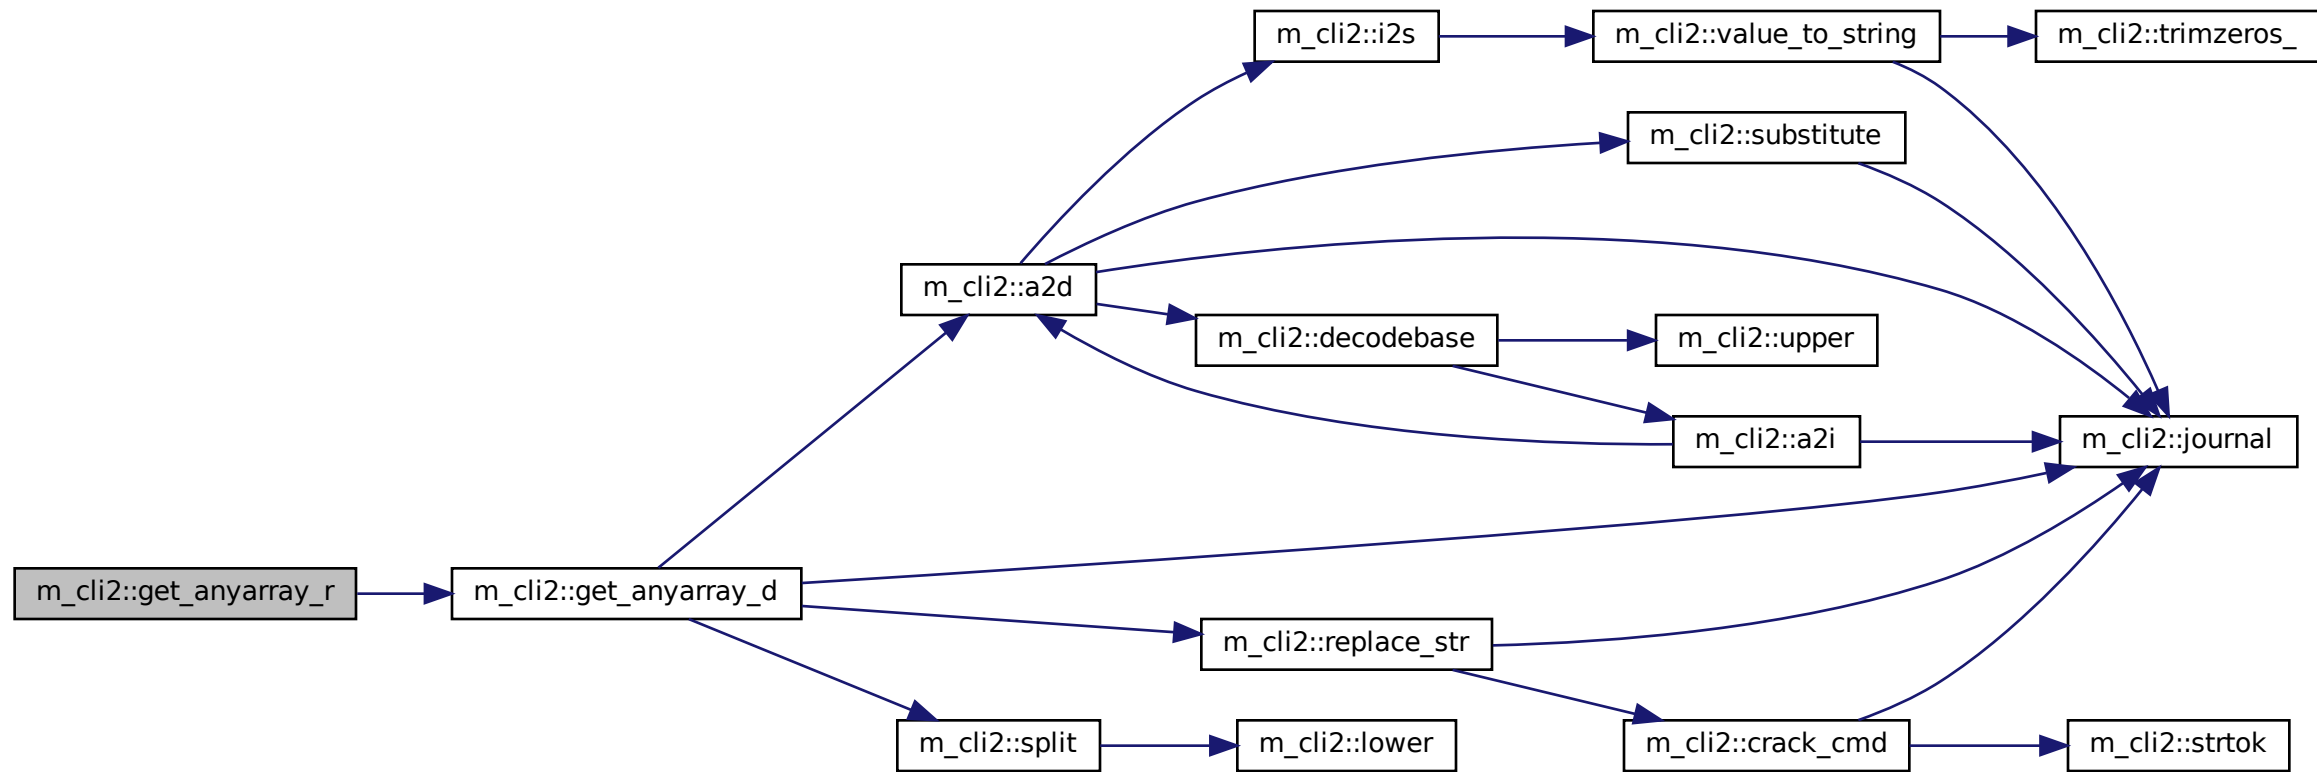 m_cli2::i2s
m_cli2::value_to_string
m_cli2::trimzeros_
m_cli2::substitute
m_cli2::a2d
m_cli2::decodebase
m_cli2::upper
m_cli2::a2i
m_cli2::journal
m_cli2::get_anyarray_r
m_cli2::get_anyarray_d
m_cli2::replace_str
m_cli2::split
m_cli2::lower
m_cli2::crack_cmd
m_cli2::strtok